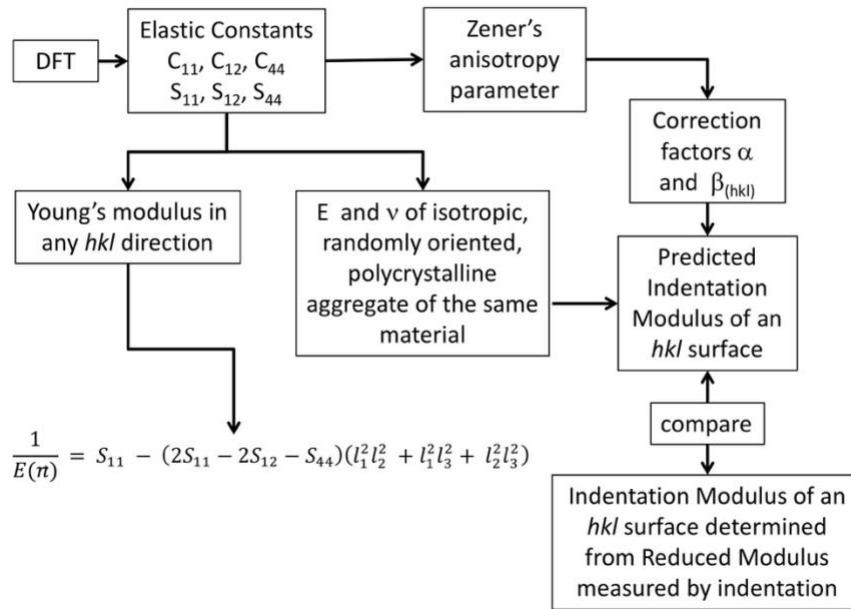 DFT
Elastic Constants
C₁₁, C₁₂, C₄₄
S₁₁, S₁₂, S₄₄
Zener’s
anisotropy
parameter
Correction
factors α
and β₍hkl₎
Young’s modulus in
any hkl direction
E and ν of isotropic,
randomly oriented,
polycrystalline
aggregate of the same
material
Predicted
Indentation
Modulus of an
hkl surface
compare
1/E(n) = S₁₁ − (2S₁₁ − 2S₁₂ − S₄₄)(l₁²l₂² + l₁²l₃² + l₂²l₃²)
Indentation Modulus of an
hkl surface determined
from Reduced Modulus
measured by indentation